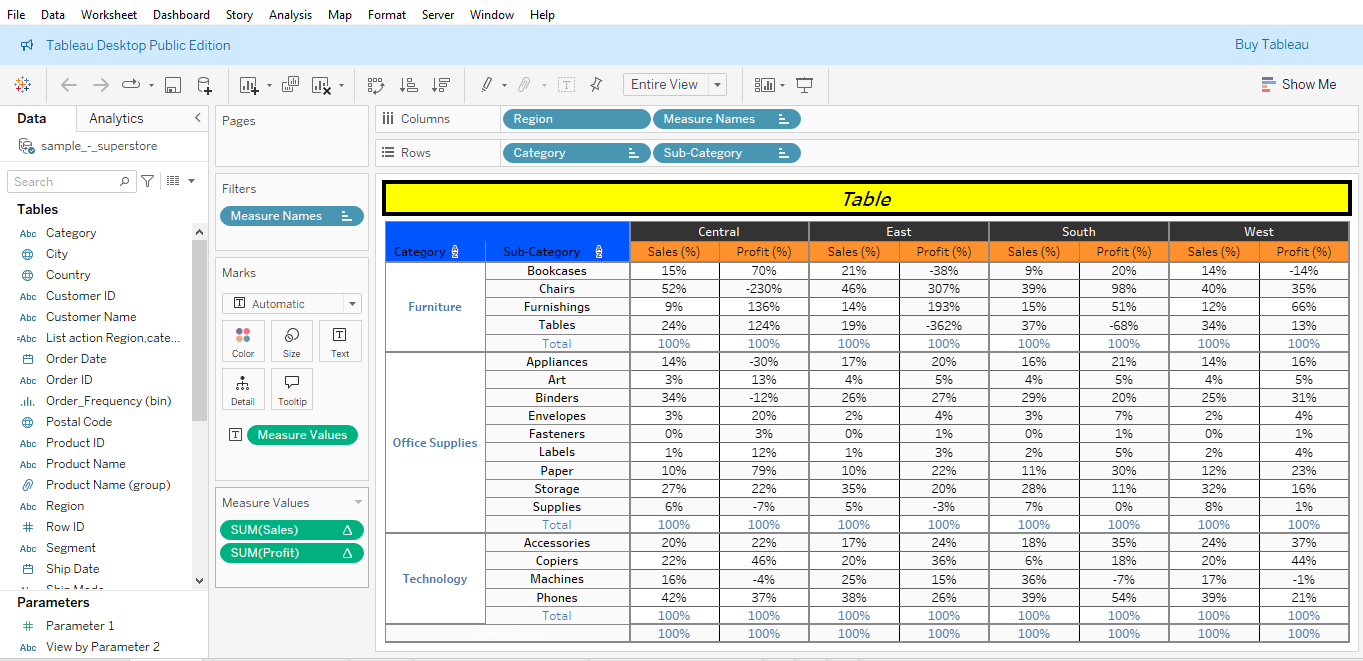 File Data Worksheet Dashboard Story Analysis Map Format Server Window Help
Tableau Desktop Public Edition Buy Tableau
Entire View Show Me
Data Analytics
sample_-_superstore
Search
Tables
Abc Category
City
Country
Abc Customer ID
Abc Customer Name
=Abc List action Region,cate...
Order Date
Abc Order ID
Order_Frequency (bin)
Postal Code
Abc Product ID
Abc Product Name
Product Name (group)
Abc Region
# Row ID
Abc Segment
Ship Date
Parameters
# Parameter 1
Abc View by Parameter 2
Pages
Filters
Measure Names
Marks
T Automatic
Color Size T Text
Detail Tooltip
T Measure Values
Measure Values
SUM(Sales) Δ
SUM(Profit) Δ
Columns Region Measure Names
Rows Category Sub-Category
Table
Central East South West
Category Sub-Category Sales (%) Profit (%) Sales (%) Profit (%) Sales (%) Profit (%) Sales (%) Profit (%)
Furniture
Bookcases 15% 70% 21% -38% 9% 20% 14% -14%
Chairs 52% -230% 46% 307% 39% 98% 40% 35%
Furnishings 9% 136% 14% 193% 15% 51% 12% 66%
Tables 24% 124% 19% -362% 37% -68% 34% 13%
Total 100% 100% 100% 100% 100% 100% 100% 100%
Office Supplies
Appliances 14% -30% 17% 20% 16% 21% 14% 16%
Art 3% 13% 4% 5% 4% 5% 4% 5%
Binders 34% -12% 26% 27% 29% 20% 25% 31%
Envelopes 3% 20% 2% 4% 3% 7% 2% 4%
Fasteners 0% 3% 0% 1% 0% 1% 0% 1%
Labels 1% 12% 1% 3% 2% 5% 2% 4%
Paper 10% 79% 10% 22% 11% 30% 12% 23%
Storage 27% 22% 35% 20% 28% 11% 32% 16%
Supplies 6% -7% 5% -3% 7% 0% 8% 1%
Total 100% 100% 100% 100% 100% 100% 100% 100%
Technology
Accessories 20% 22% 17% 24% 18% 35% 24% 37%
Copiers 22% 46% 20% 36% 6% 18% 20% 44%
Machines 16% -4% 25% 15% 36% -7% 17% -1%
Phones 42% 37% 38% 26% 39% 54% 39% 21%
Total 100% 100% 100% 100% 100% 100% 100% 100%
100% 100% 100% 100% 100% 100% 100% 100%